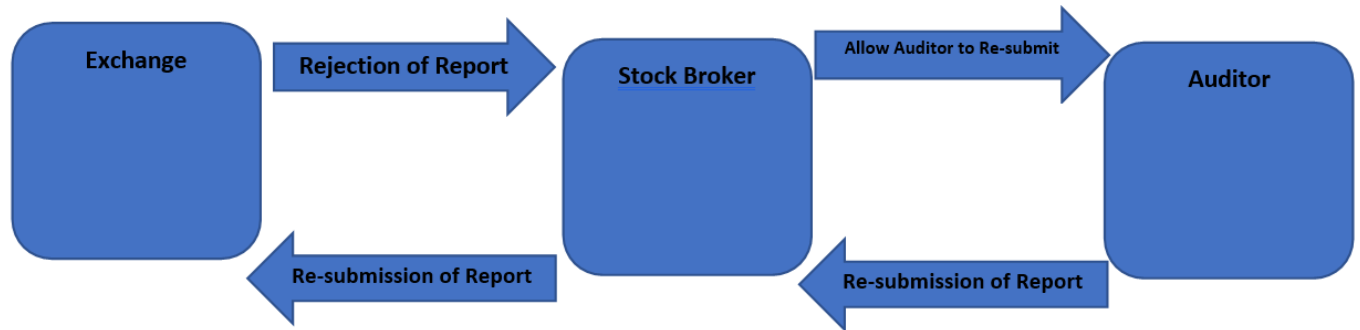 Exchange
Rejection of Report
Stock Broker
Allow Auditor to Re-submit
Auditor
Re-submission of Report
Re-submission of Report